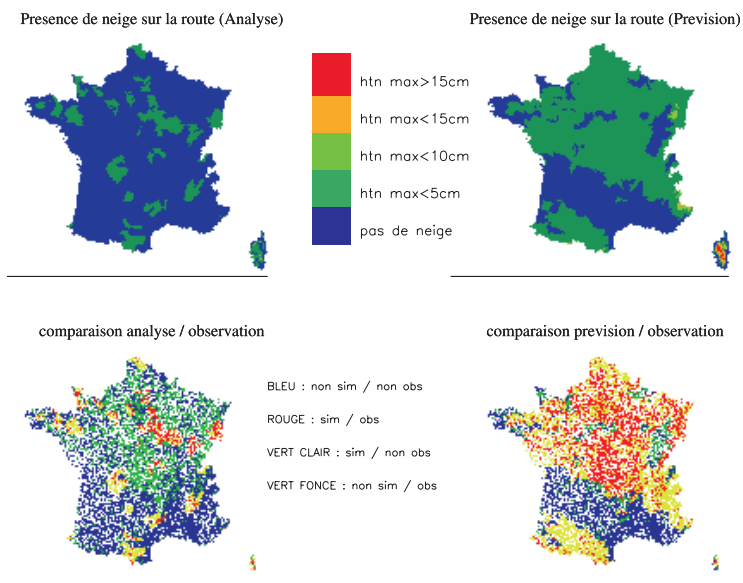 Presence de neige sur la route (Analyse)
Presence de neige sur la route (Prevision)
htn max>15cm
htn max<15cm
htn max<10cm
htn max<5cm
pas de neige
comparaison analyse / observation
comparaison prevision / observation
BLEU : non sim / non obs
ROUGE : sim / obs
VERT CLAIR : sim / non obs
VERT FONCE : non sim / obs